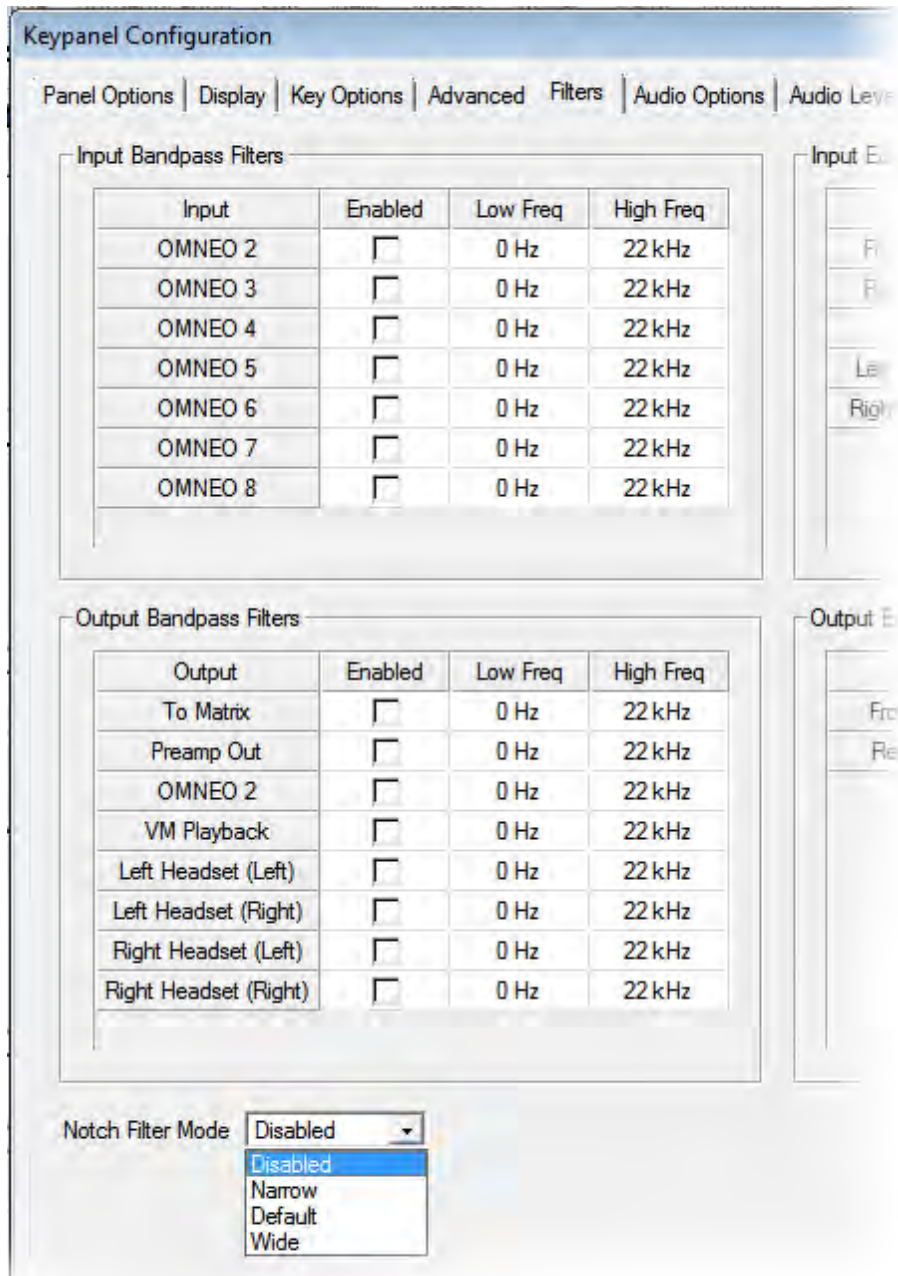 Keypanel Configuration
Panel Options Display Key Options Advanced Filters Audio Options Audio
Input Bandpass Filters Input
Input Enabled Low Freq High Freq
OMNEO 2 0 Hz 22 kHz
OMNEO 3 0 Hz 22 kHz
OMNEO 4 0 Hz 22 kHz
OMNEO 5 0 Hz 22 kHz
OMNEO 6 0 Hz 22 kHz
OMNEO 7 0 Hz 22 kHz
OMNEO 8 0 Hz 22 kHz
Output Bandpass Filters Output
Output Enabled Low Freq High Freq
To Matrix 0 Hz 22 kHz
Preamp Out 0 Hz 22 kHz
OMNEO 2 0 Hz 22 kHz
VM Playback 0 Hz 22 kHz
Left Headset (Left) 0 Hz 22 kHz
Left Headset (Right) 0 Hz 22 kHz
Right Headset (Left) 0 Hz 22 kHz
Right Headset (Right) 0 Hz 22 kHz
Notch Filter Mode Disabled
Disabled
Narrow
Default
Wide